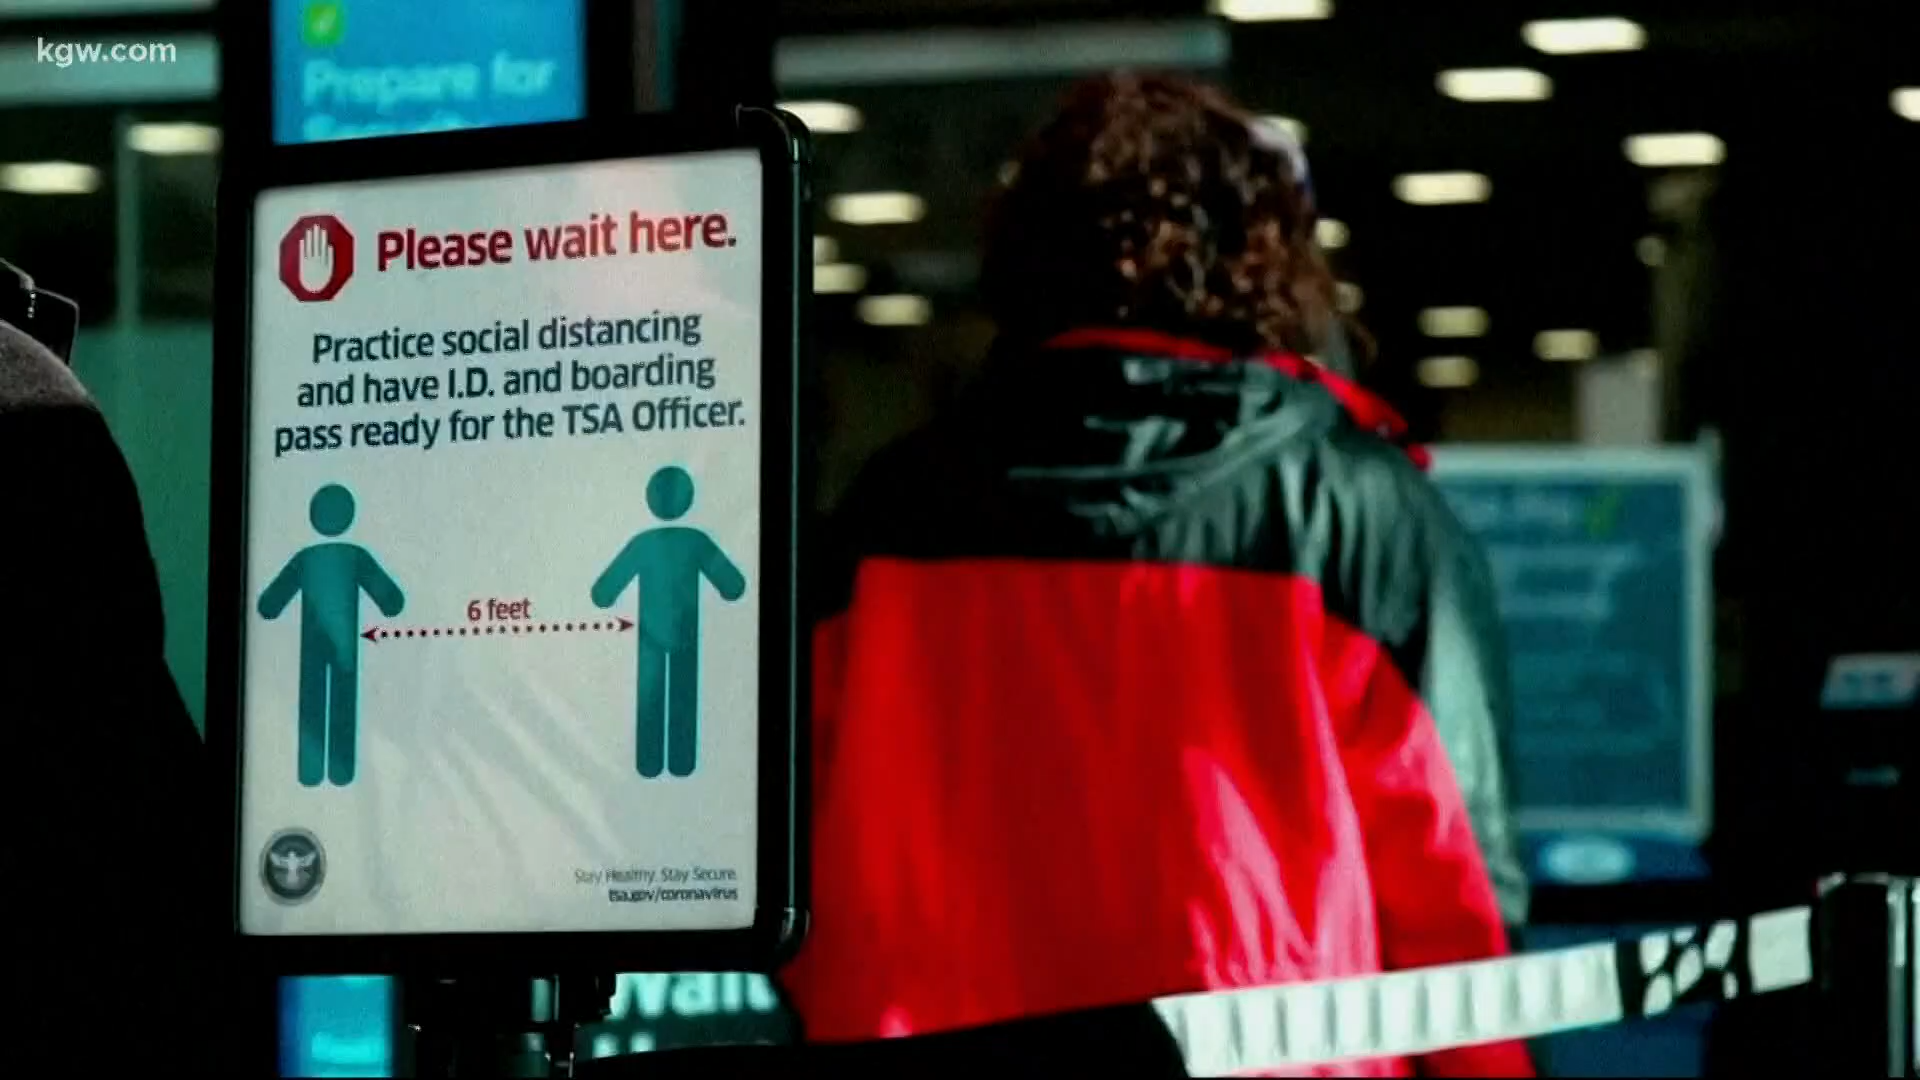 kgw.com
Prepare for
Please wait here.
Practice social distancing
and have I.D. and boarding
pass ready for the TSA Officer.
6 feet
Stay Healthy. Stay Secure.
tsa.gov/coronavirus